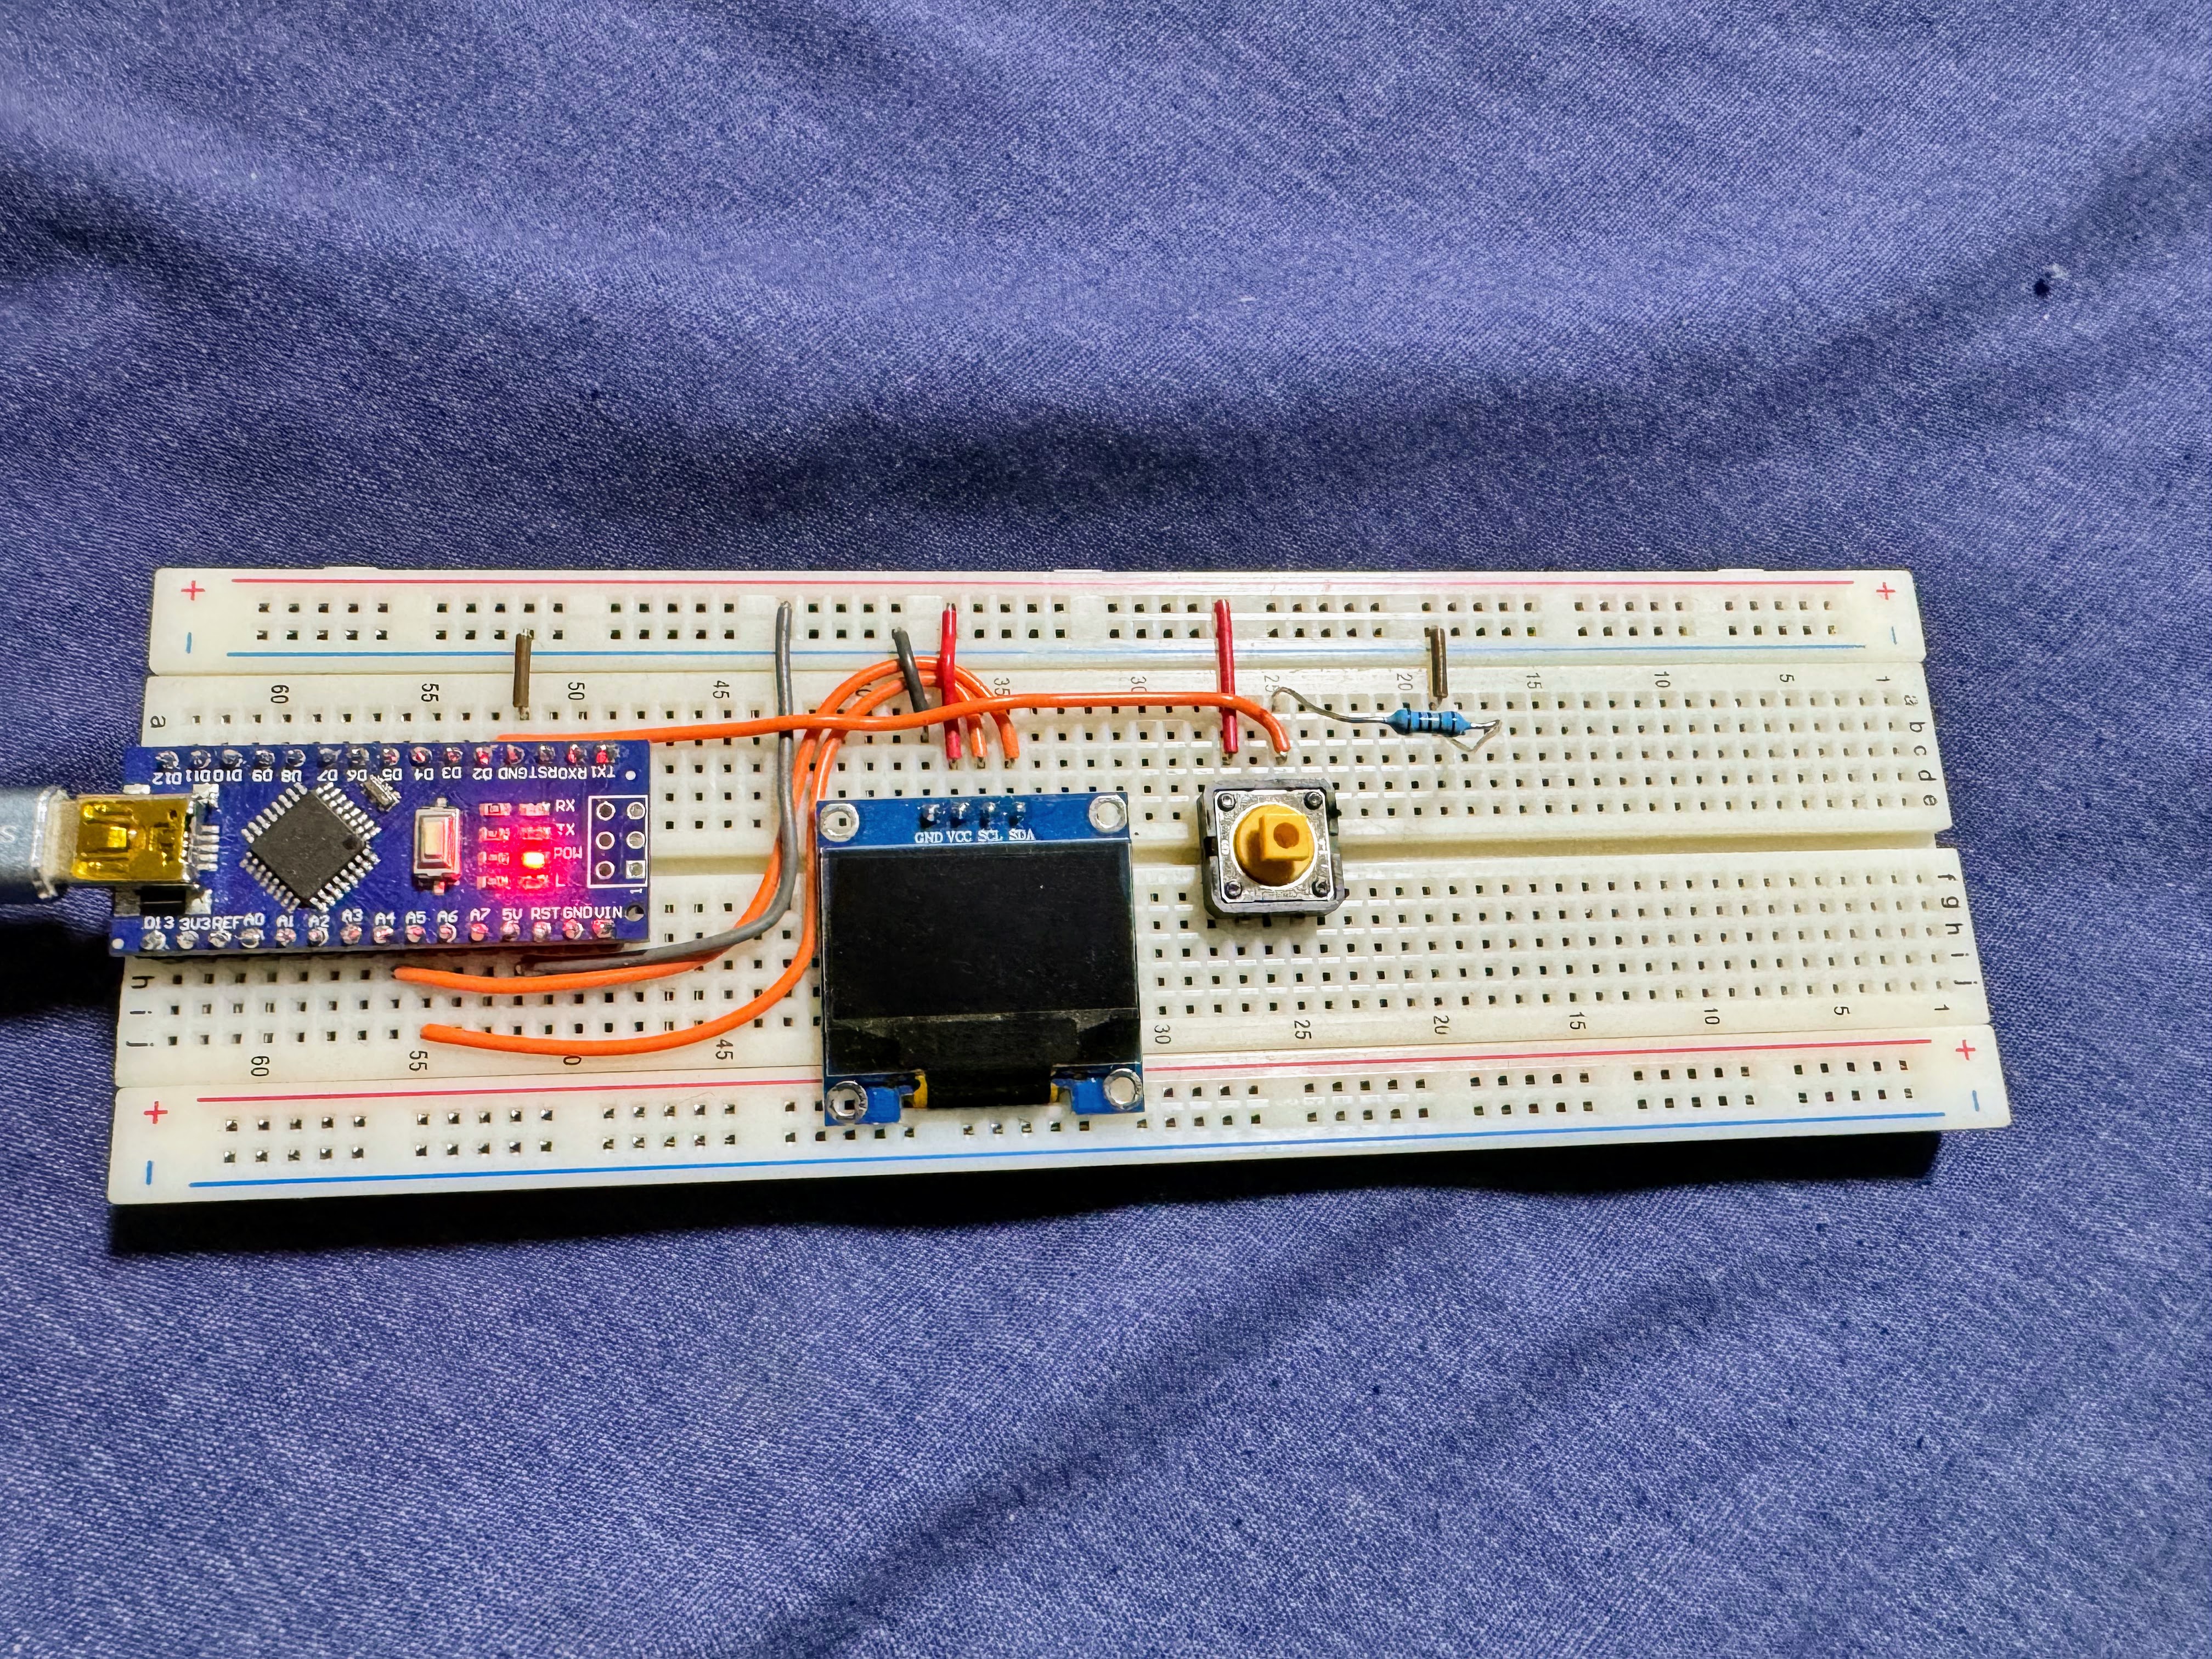 + +
- -
60 55 50 45 35 30 25 20 15 10 5 1
a a
b
c
d
e
D12 D11 D10 D9 D8 D7 D6 D5 D4 D3 D2 GND RST RX0 TX1
RX
TX
POW
L
1
D13 3V3 REF A0 A1 A2 A3 A4 A5 A6 A7 5V RST GND VIN
GND VCC SCL SDA
S
f
g
h h
i i
j j
60 55 0 45 30 25 20 15 10 5 1
+ +
- -